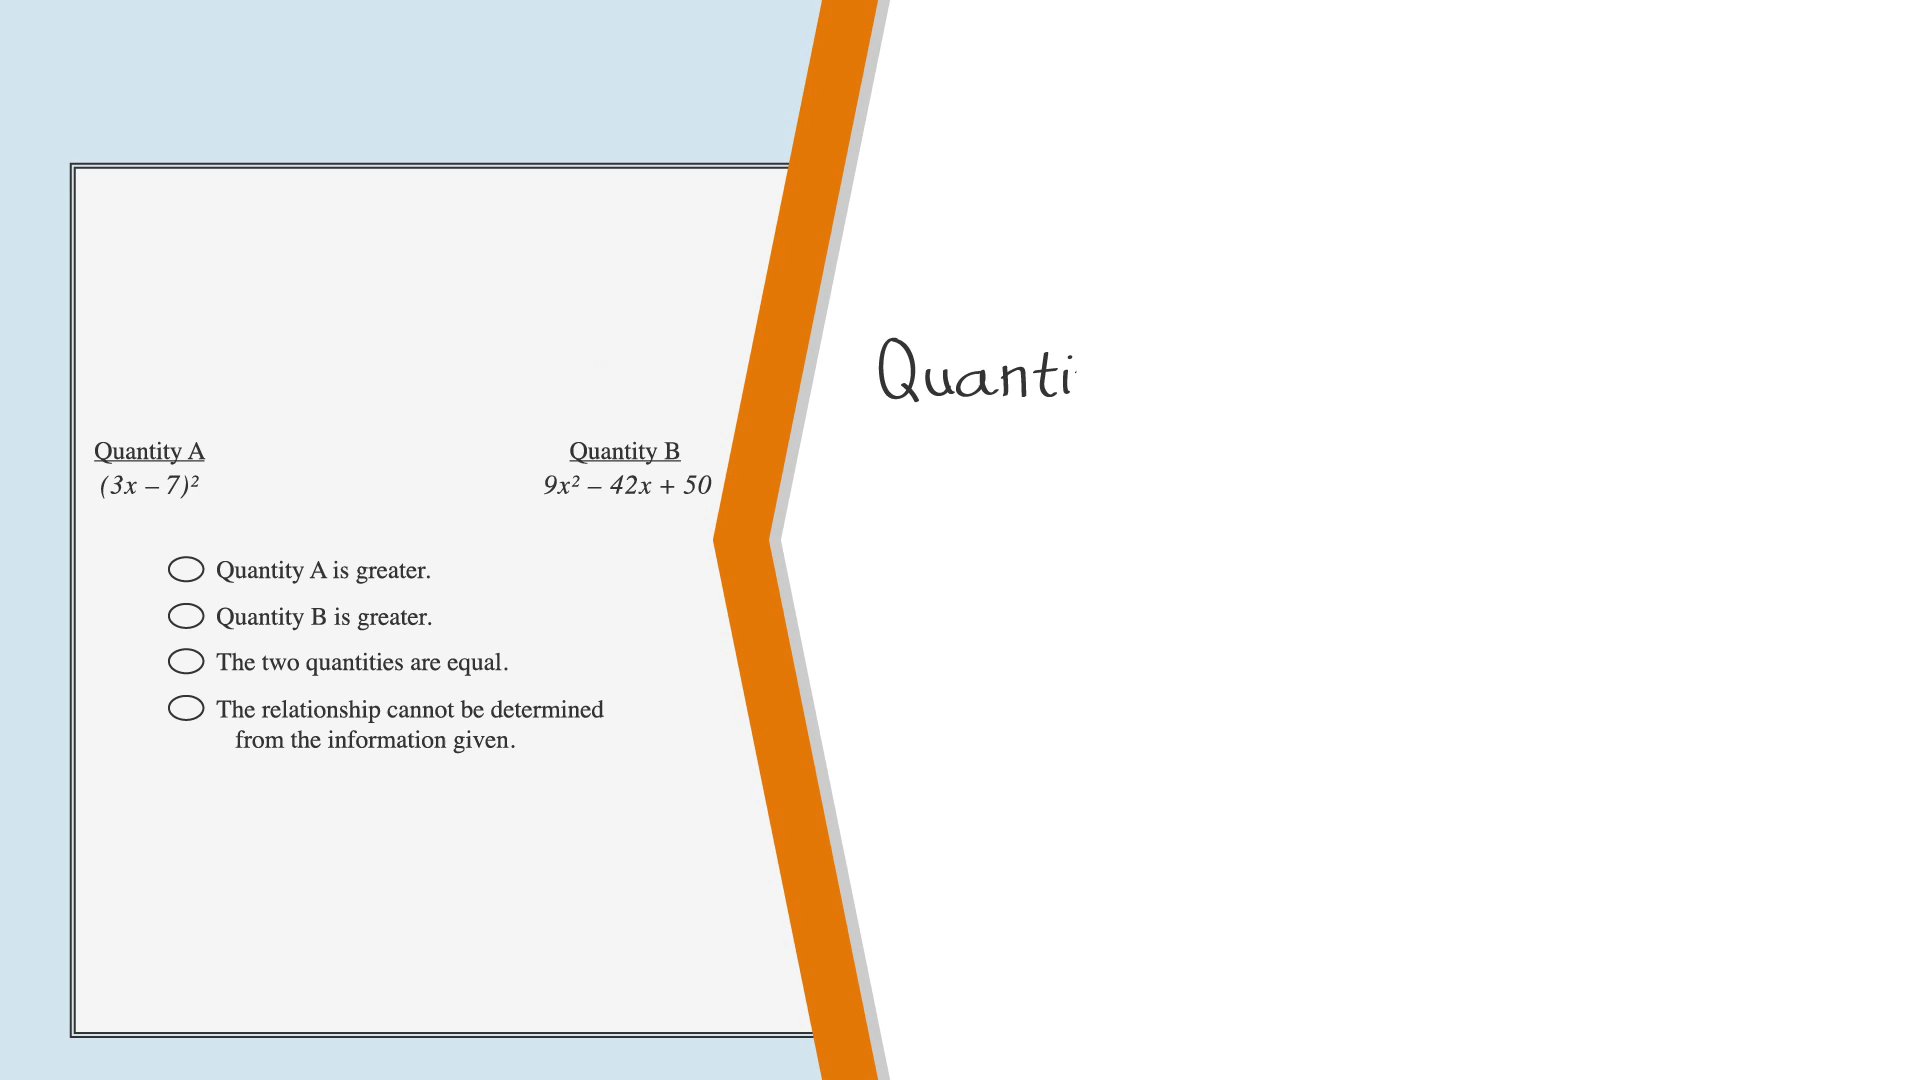 Quanti
Quantity A
Quantity B
(3x – 7)²
9x² – 42x + 50
Quantity A is greater.
Quantity B is greater.
The two quantities are equal.
The relationship cannot be determined
from the information given.